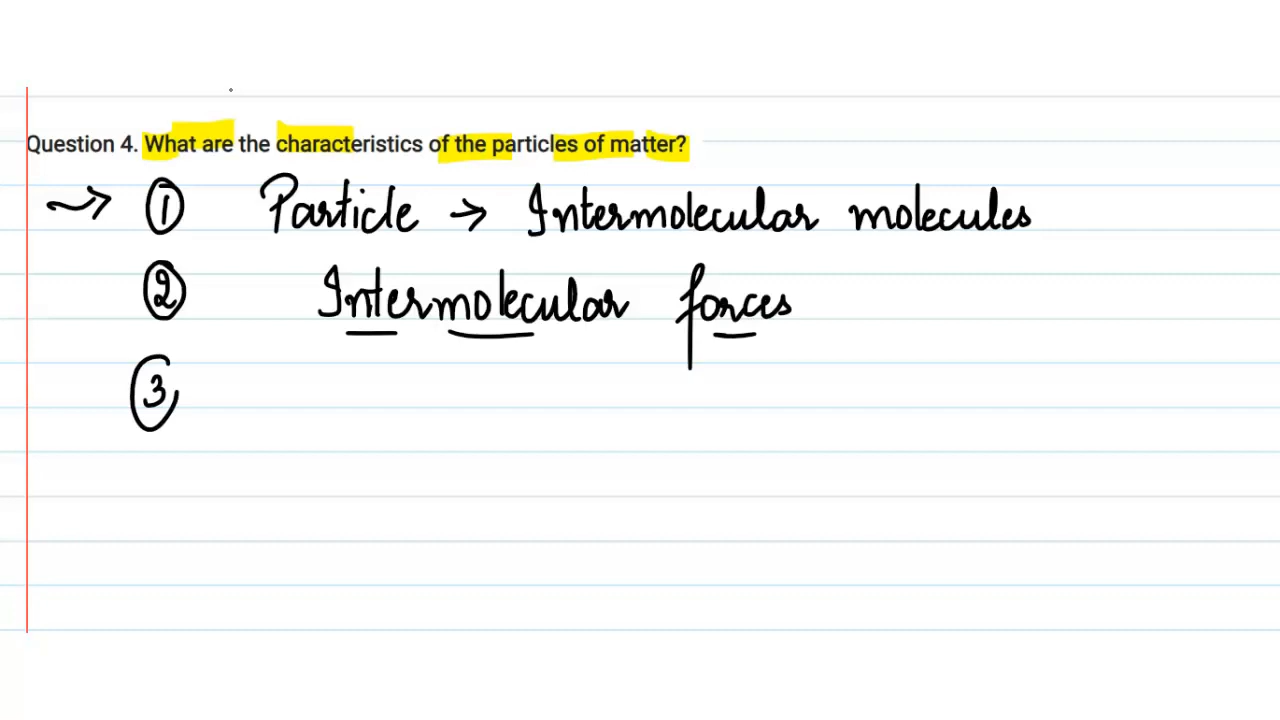 Question 4. What are the characteristics of the particles of matter?
① Particle → Intermolecular molecules
② Intermolecular forces
③